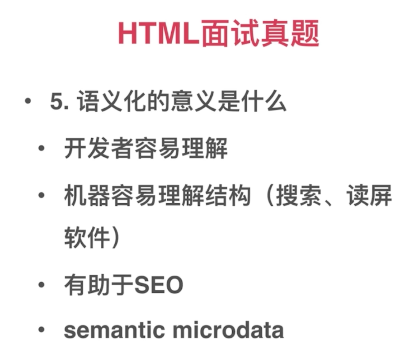 HTML面试真题
• 5. 语义化的意义是什么
• 开发者容易理解
• 机器容易理解结构（搜索、读屏
软件）
• 有助于SEO
• semantic microdata